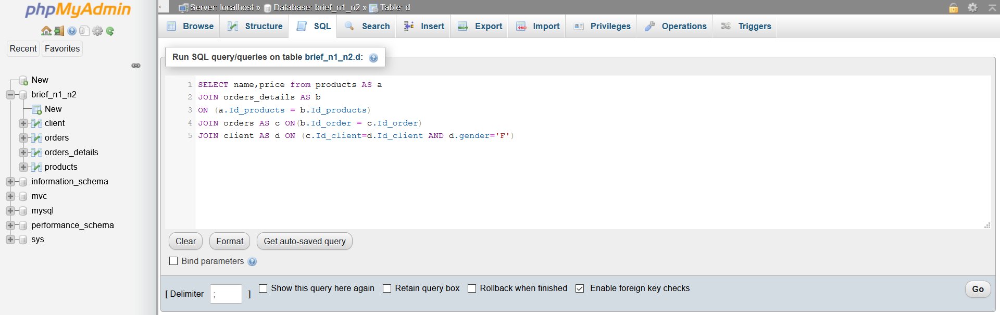 phpMyAdmin
Recent
Favorites
New
brief_n1_n2
New
client
orders
orders_details
products
information_schema
mvc
mysql
performance_schema
sys
Server: localhost » Database: brief_n1_n2 » Table: d
Browse Structure SQL Search Insert Export Import Privileges Operations Triggers
Run SQL query/queries on table brief_n1_n2.d:
1 SELECT name,price from products AS a
2 JOIN orders_details AS b
3 ON (a.Id_products = b.Id_products)
4 JOIN orders AS c ON(b.Id_order = c.Id_order)
5 JOIN client AS d ON (c.Id_client=d.Id_client AND d.gender='F')
Clear Format Get auto-saved query
Bind parameters
[ Delimiter ; ] Show this query here again Retain query box Rollback when finished Enable foreign key checks
Go